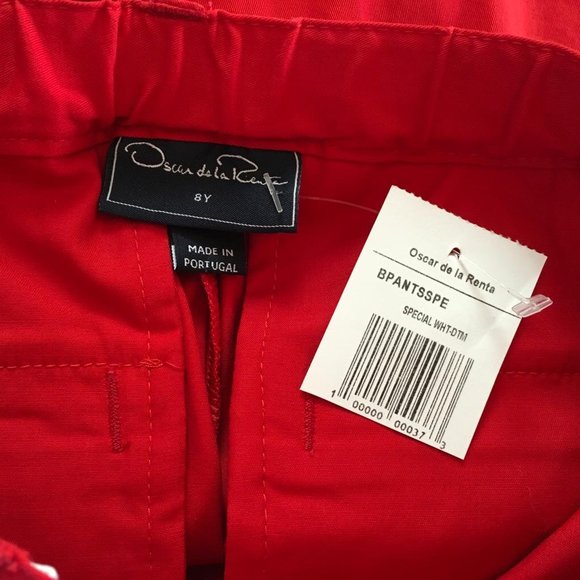 Oscar de la Renta
8Y
MADE IN
PORTUGAL
Oscar de la Renta
BPANTSSPE
SPECIAL WHT-DTM
1 00000 00037 3